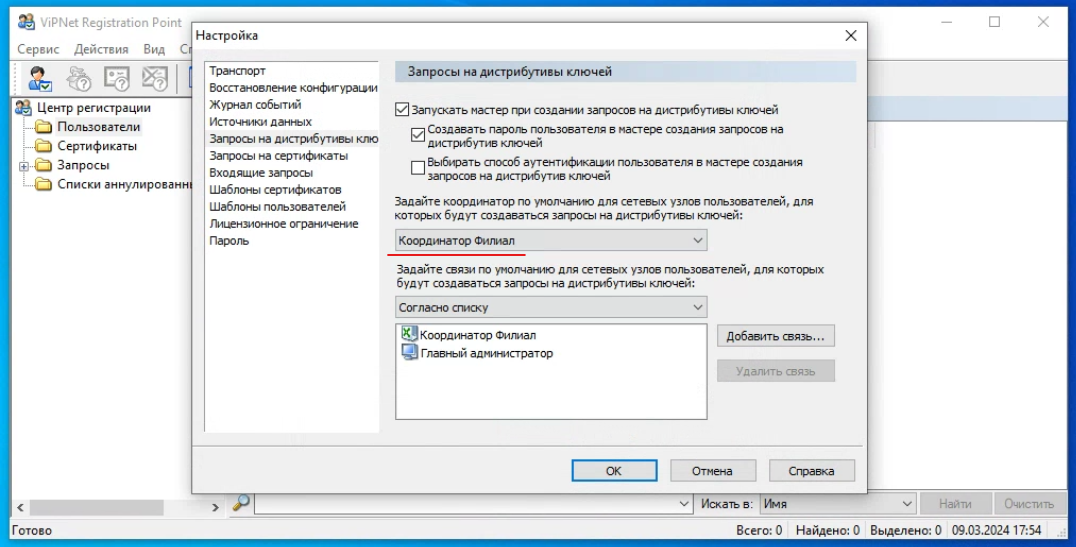 ViPNet Registration Point
Сервис Действия Вид Сп
Настройка
Центр регистрации
Пользователи
Сертификаты
Запросы
Списки аннулированн
Транспорт
Восстановление конфигурации
Журнал событий
Источники данных
Запросы на дистрибутивы клю
Запросы на сертификаты
Входящие запросы
Шаблоны сертификатов
Шаблоны пользователей
Лицензионное ограничение
Пароль
Запросы на дистрибутивы ключей
Запускать мастер при создании запросов на дистрибутивы ключей
Создавать пароль пользователя в мастере создания запросов на
дистрибутив ключей
Выбирать способ аутентификации пользователя в мастере создания
запросов на дистрибутив ключей
Задайте координатор по умолчанию для сетевых узлов пользователей, для
которых будут создаваться запросы на дистрибутивы ключей:
Координатор Филиал
Задайте связи по умолчанию для сетевых узлов пользователей, для которых
будут создаваться запросы на дистрибутивы ключей:
Согласно списку
Координатор Филиал
Главный администратор
Добавить связь...
Удалить связь
OK Отмена Справка
Искать в: Имя Найти Очистить
Готово Всего: 0 Найдено: 0 Выделено: 0 09.03.2024 17:54